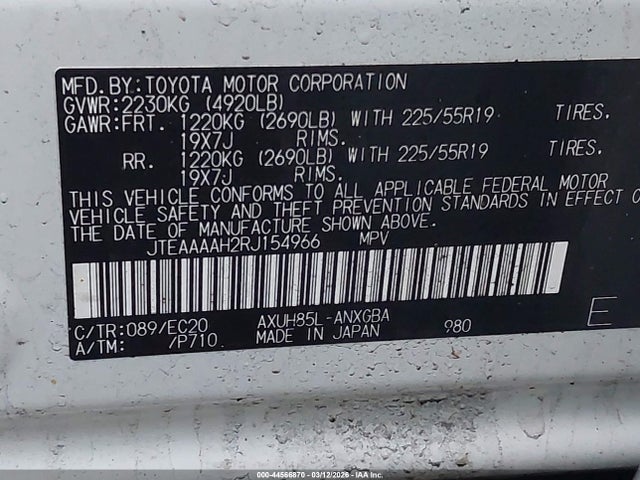 MFD.BY:TOYOTA MOTOR CORPORATION
GVWR:2230KG (4920LB)
GAWR:FRT. 1220KG (2690LB) WITH 225/55R19 TIRES.
19X7J RIMS.
RR. 1220KG (2690LB) WITH 225/55R19 TIRES.
19X7J RIMS.
THIS VEHICLE CONFORMS TO ALL APPLICABLE FEDERAL MOTOR
VEHICLE SAFETY AND THEFT PREVENTION STANDARDS IN EFFECT O
THE DATE OF MANUFACTURE SHOWN ABOVE.
JTEAAAAH2RJ154966 MPV
C/TR:089/EC20 AXUH85L-ANXGBA 980 E
A/TM: /P710 MADE IN JAPAN
000-44566870 - 03/12/2026 - IAANXKSBR